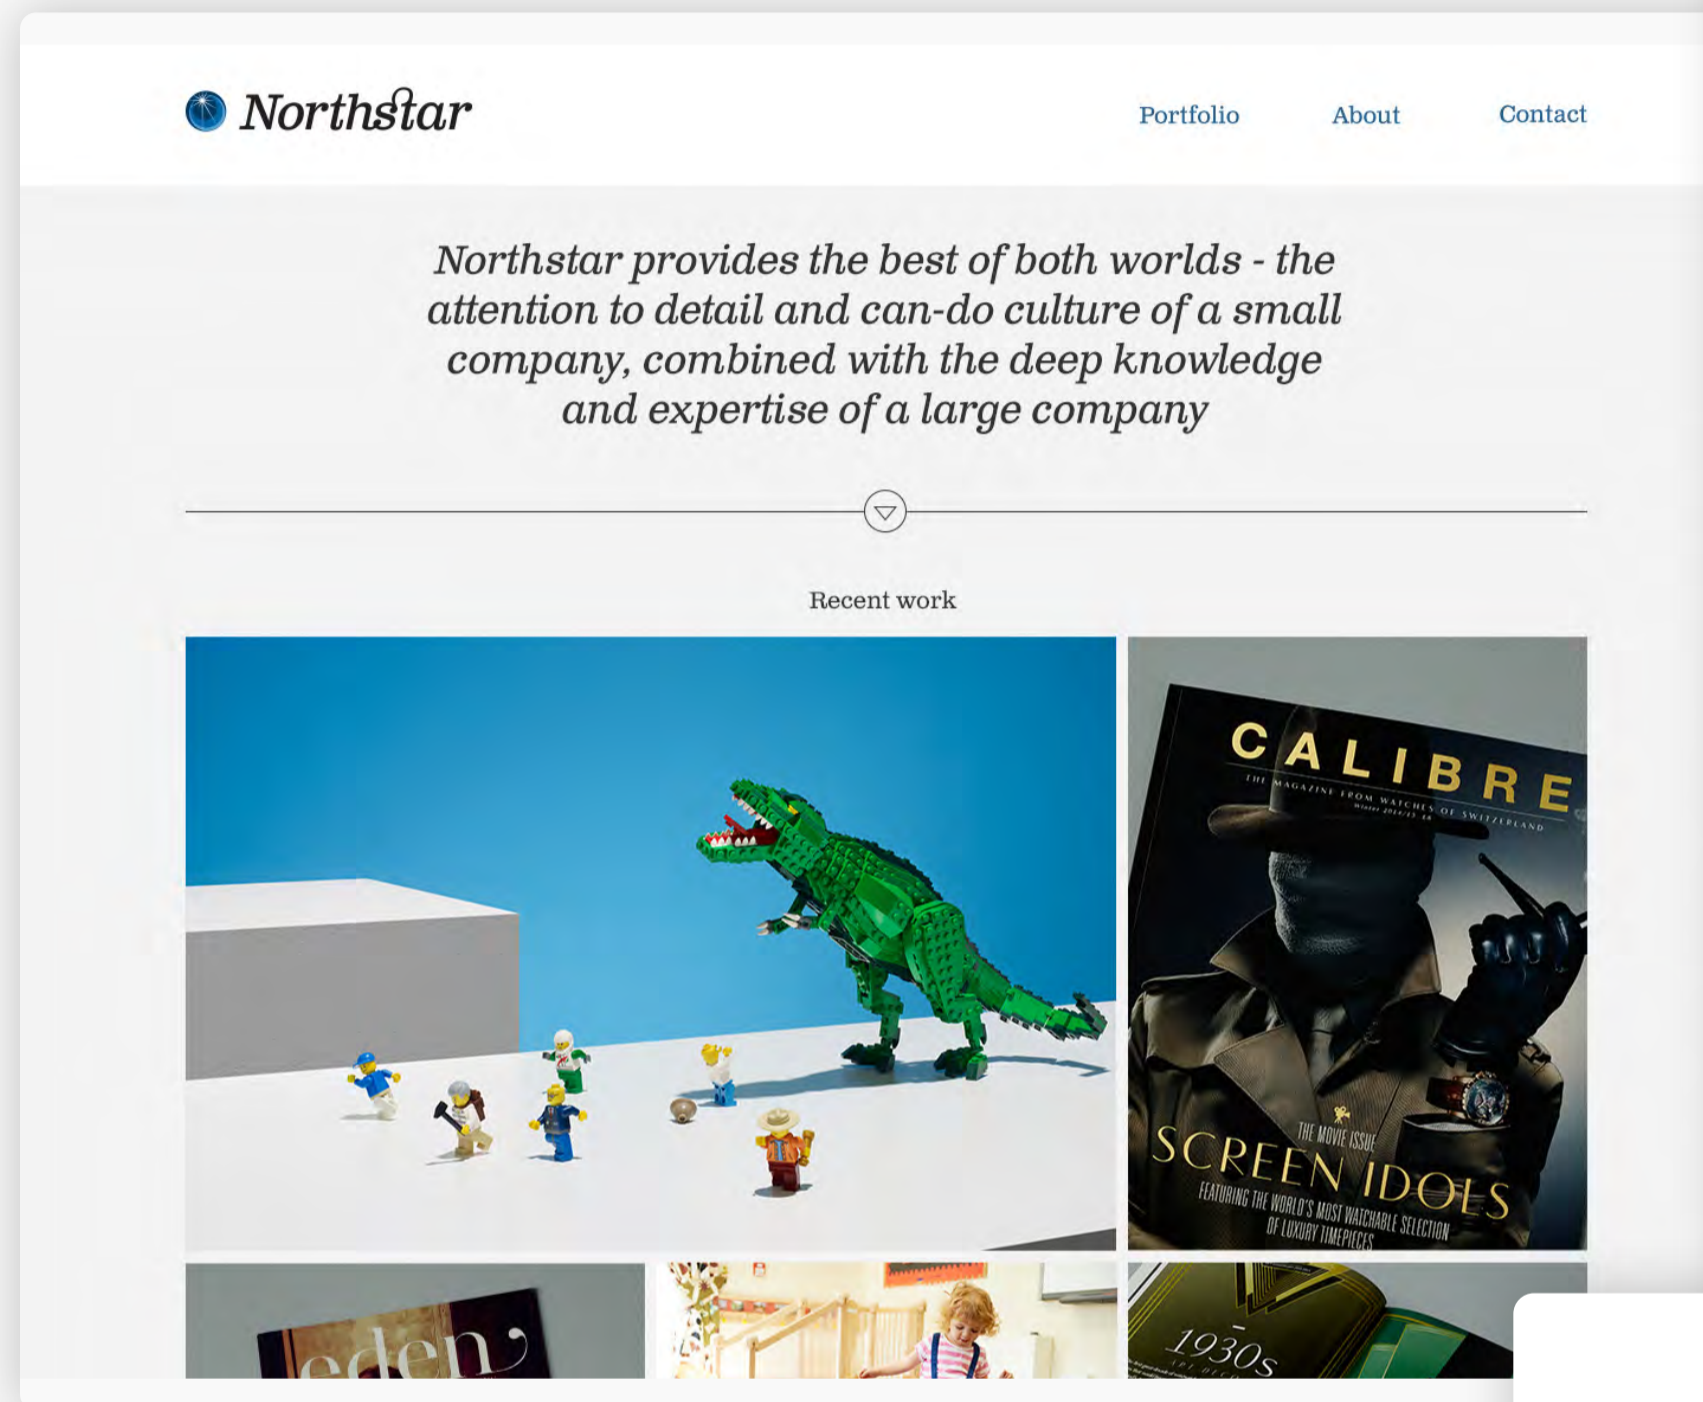 Northstar
Portfolio
About
Contact
Northstar provides the best of both worlds - the
attention to detail and can-do culture of a small
company, combined with the deep knowledge
and expertise of a large company
Recent work
CALIBRE
THE MAGAZINE FROM WATCHES OF SWITZERLAND
THE MOVIE ISSUE
SCREEN IDOLS
FEATURING THE WORLD'S MOST WATCHABLE SELECTION
OF LUXURY TIMEPIECES
eden
1930s